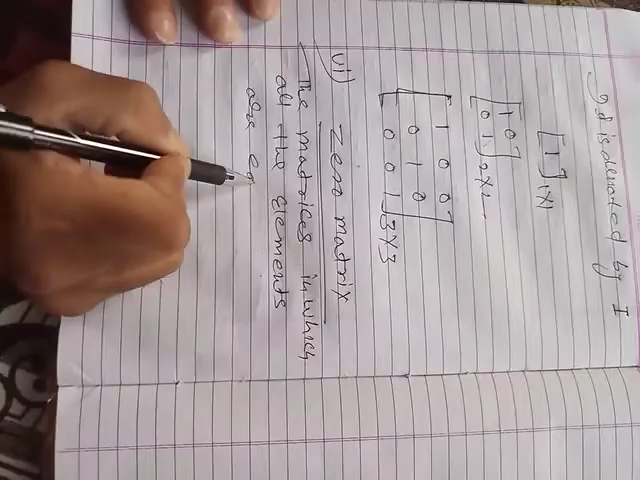 It is denoted by I
[1]1x1
[1 0
0 1]2x2
[1 0 0
0 1 0
0 0 1]3x3
vi) Zero matrix
The matrices in which
all the elements
are eq